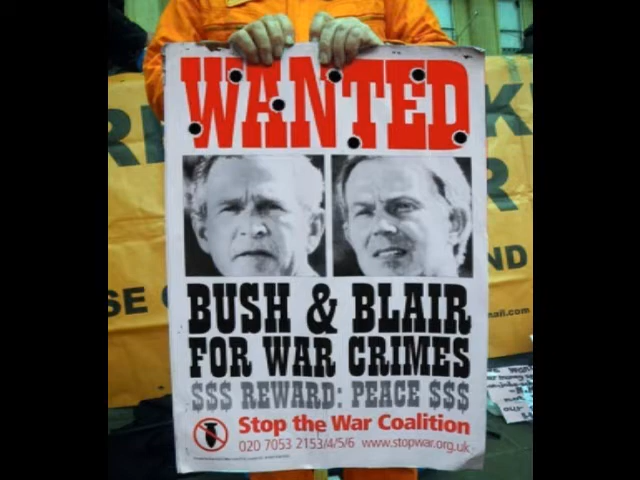 WANTED
BUSH & BLAIR
FOR WAR CRIMES
$$$ REWARD: PEACE $$$
Stop the War Coalition
020 7053 2153/4/5/6 www.stopwar.org.uk